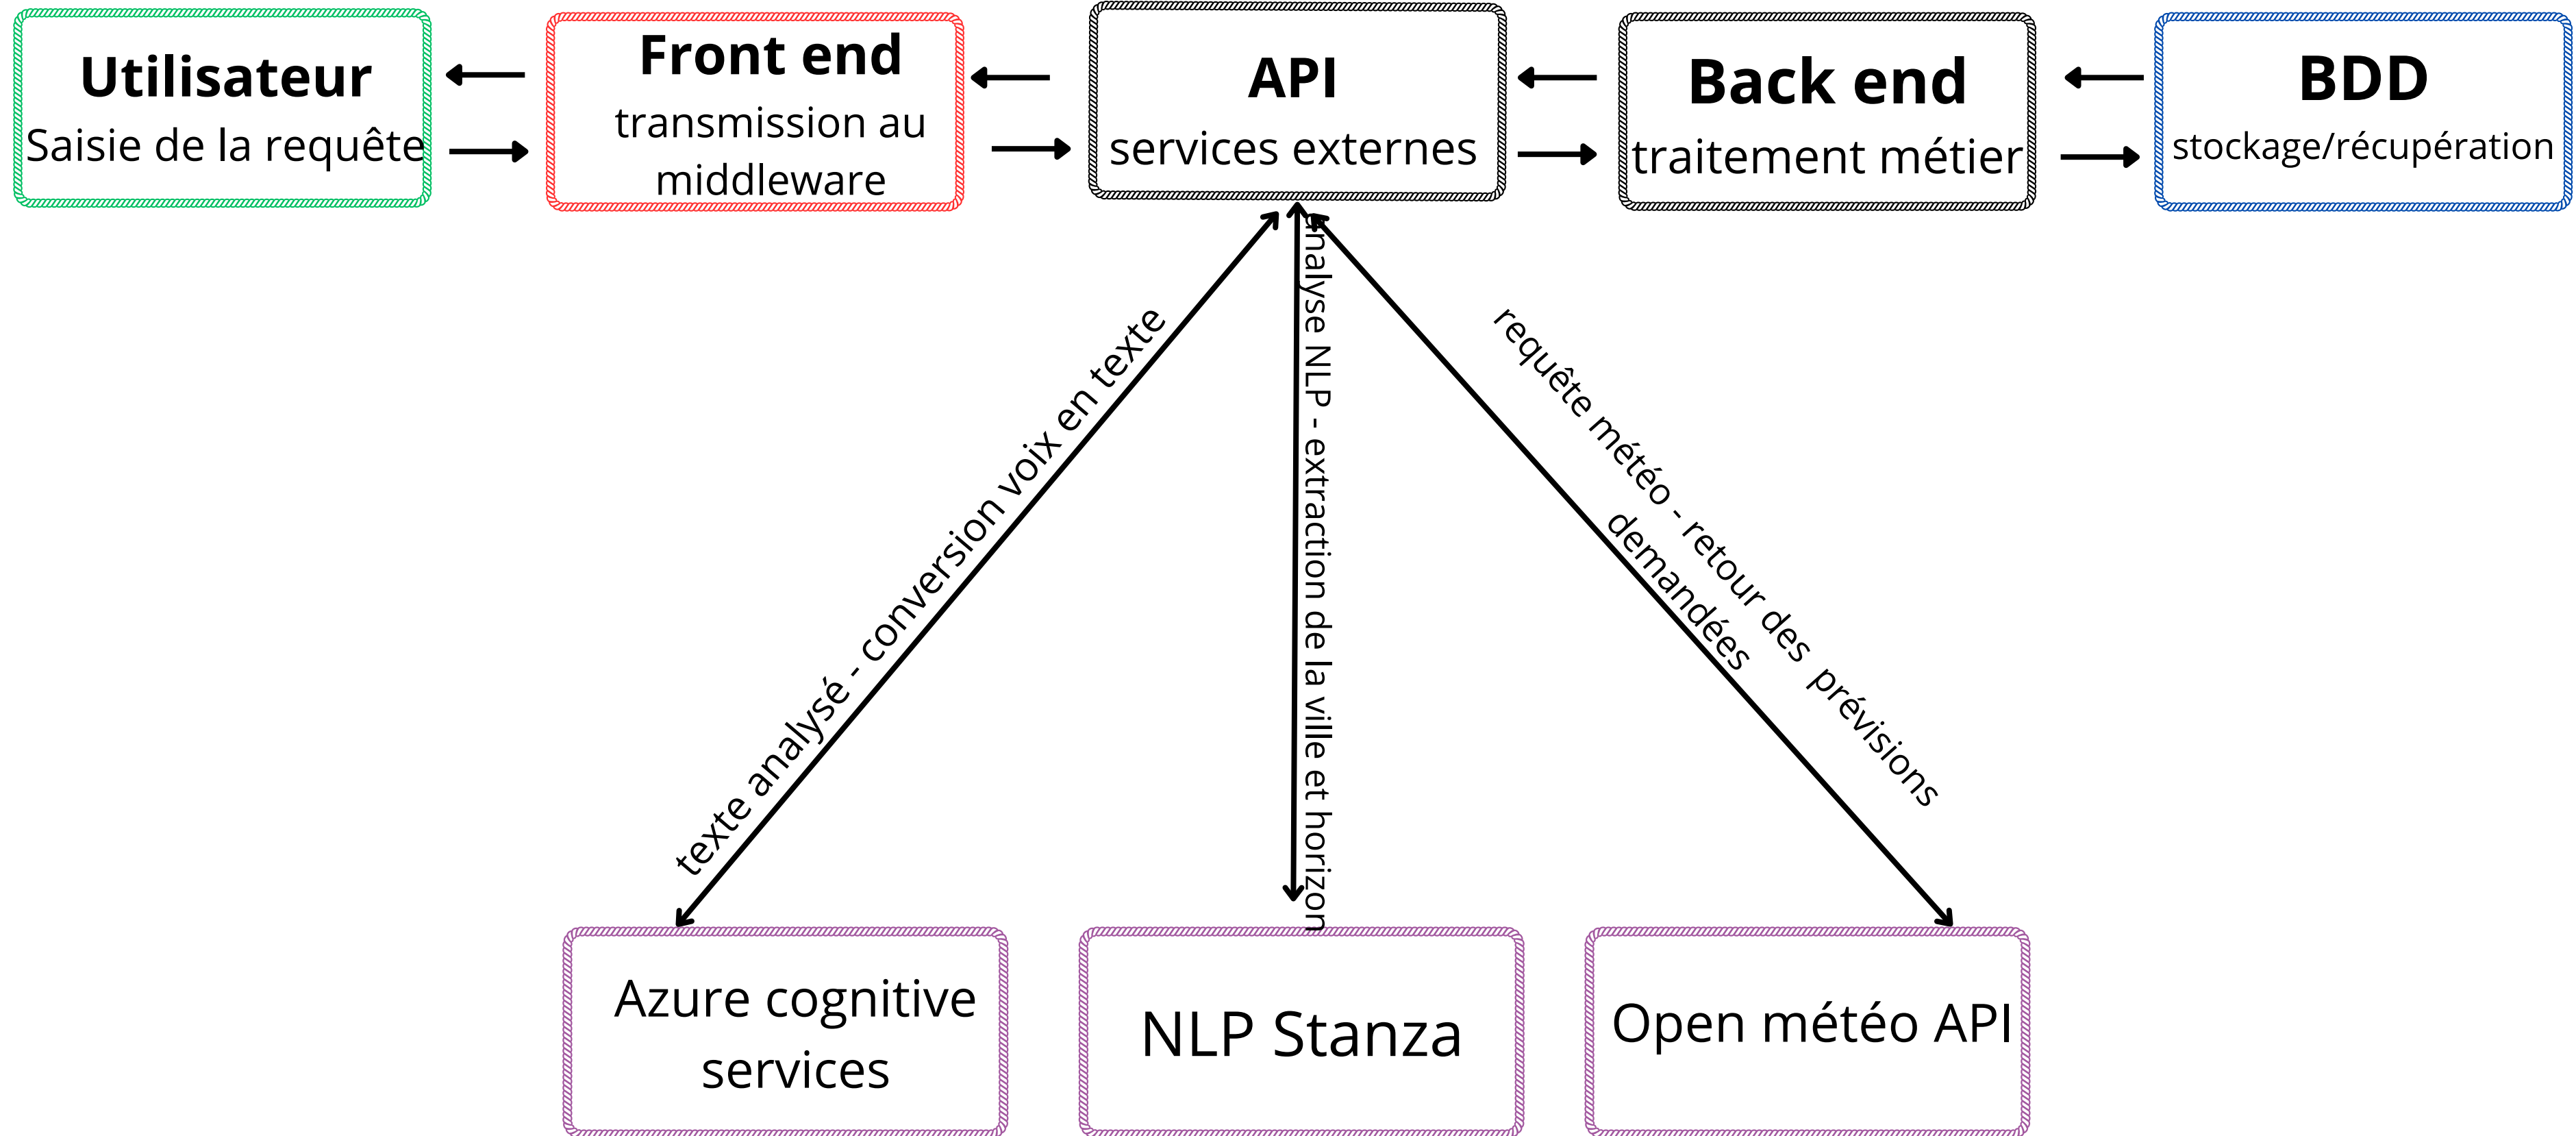 Utilisateur
Saisie de la requête
Front end
transmission au
middleware
API
services externes
Back end
traitement métier
BDD
stockage/récupération
texte analysé - conversion voix en texte
analyse NLP - extraction de la ville et horizon
requête météo - retour des prévisions
demandées
Azure cognitive
services
NLP Stanza
Open météo API